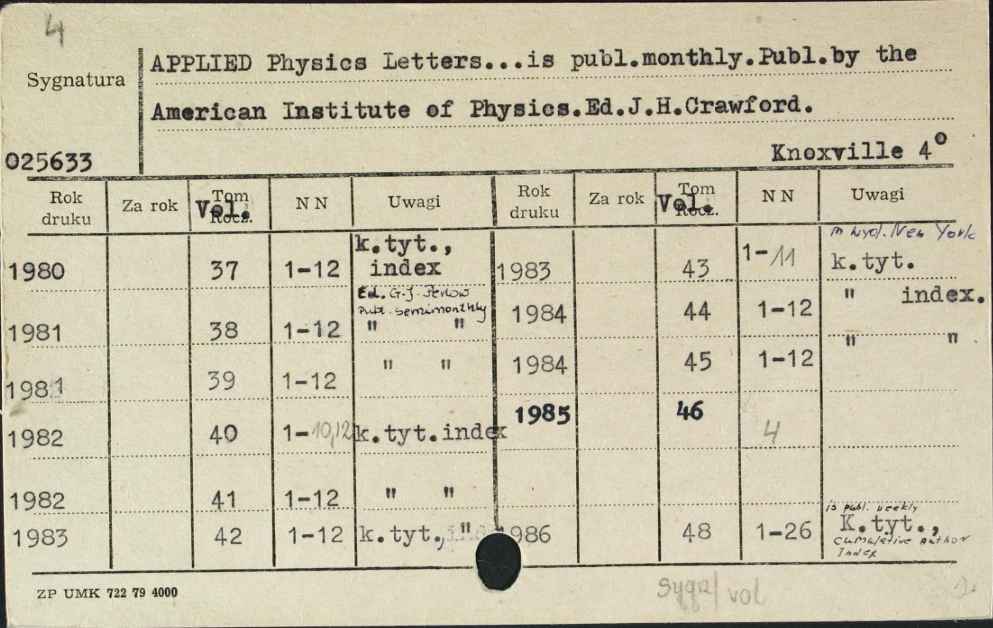 4
Sygnatura
APPLIED Physics Letters...is publ.monthly.Publ.by the
American Institute of Physics.Ed.J.H.Crawford.
025633
Knoxville 4°
Rok druku Za rok Tom Rocz. Vol. N N Uwagi Rok druku Za rok Tom Rocz. Vol. N N Uwagi
m wyd. New York
1980 37 1-12 k.tyt., index 1983 43 1-11 k.tyt.
Ed. G.J. Perlow
Publ. semimonthly
1981 38 1-12 " " 1984 44 1-12 " index.
1981 39 1-12 " " 1984 45 1-12 " "
1982 40 1-10,12 k.tyt.index 1985 46 4
1982 41 1-12 " "
is publ. weekly
1983 42 1-12 k.tyt., " 1986 48 1-26 K.tyt.,
cumulative author
Index
ZP UMK 722 79 4000
vol